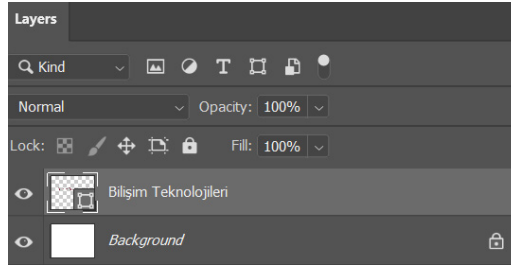 Layers
Kind
Normal Opacity: 100%
Lock: Fill: 100%
Bilişim Teknolojileri
Background